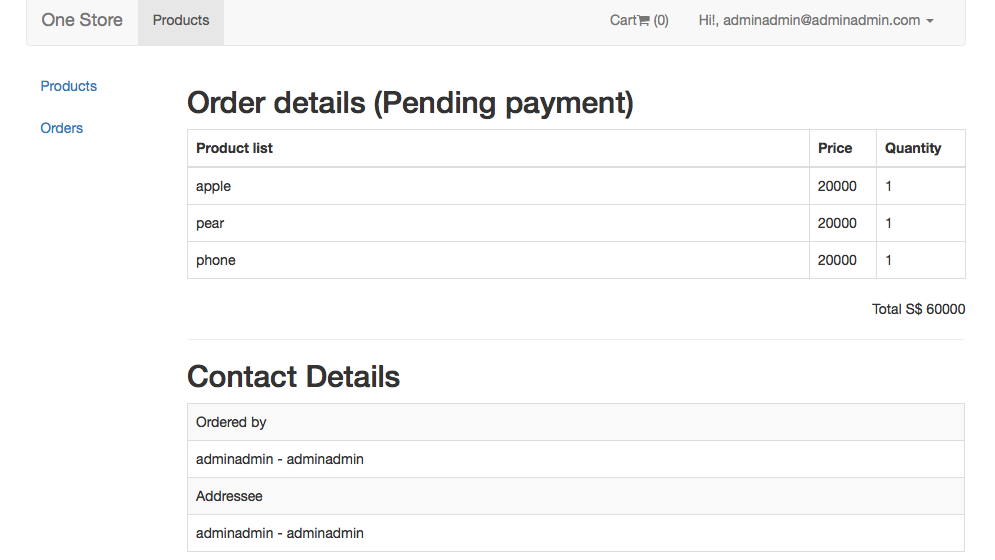 One Store Products Cart (0) Hi!, adminadmin@adminadmin.com
Products
Orders
Order details (Pending payment)
Product list Price Quantity
apple 20000 1
pear 20000 1
phone 20000 1
Total S$ 60000
Contact Details
Ordered by
adminadmin - adminadmin
Addressee
adminadmin - adminadmin